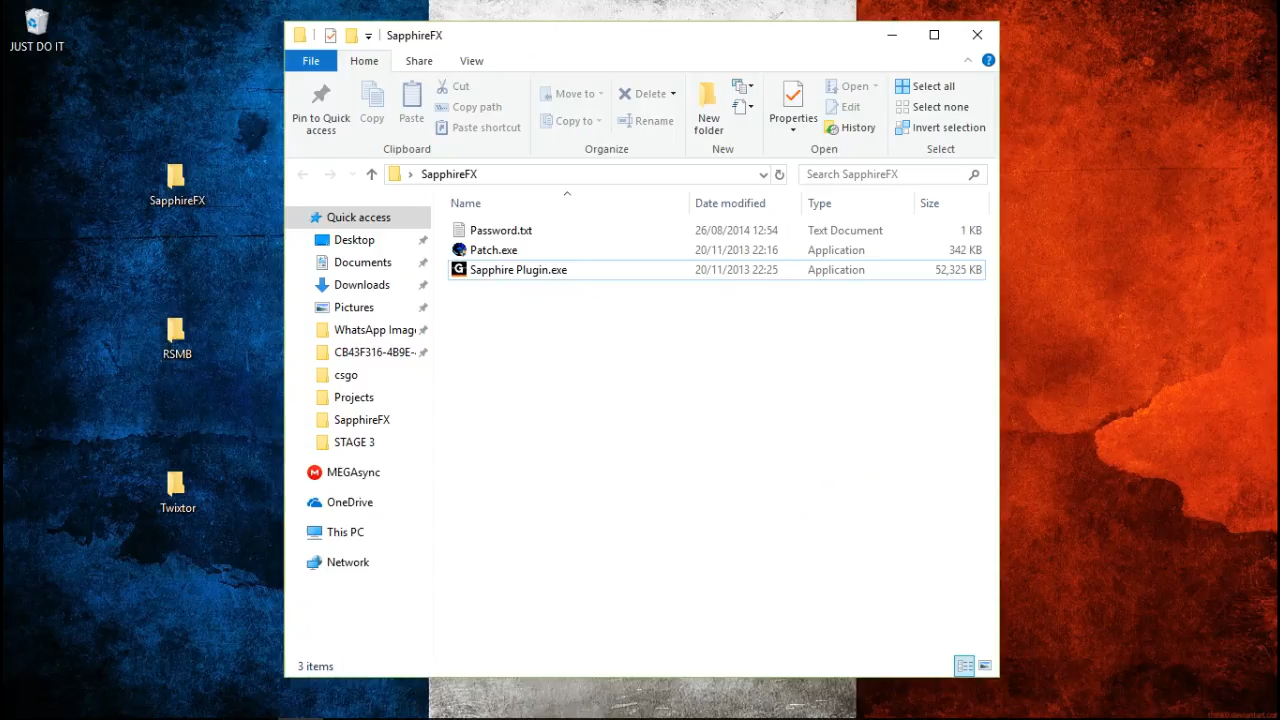 JUST DO IT
SapphireFX
RSMB
Twixtor
SapphireFX
File Home Share View
Pin to Quick access
Copy
Paste
Cut
Copy path
Paste shortcut
Clipboard
Move to
Copy to
Delete
Rename
Organize
New folder
New
Properties
Open
Edit
History
Open
Select all
Select none
Invert selection
Select
SapphireFX
Search SapphireFX
Name Date modified Type Size
Password.txt 26/08/2014 12:54 Text Document 1 KB
Patch.exe 20/11/2013 22:16 Application 342 KB
Sapphire Plugin.exe 20/11/2013 22:25 Application 52,325 KB
Quick access
Desktop
Documents
Downloads
Pictures
WhatsApp Imag
CB43F316-4B9E-
csgo
Projects
SapphireFX
STAGE 3
MEGAsync
OneDrive
This PC
Network
3 items